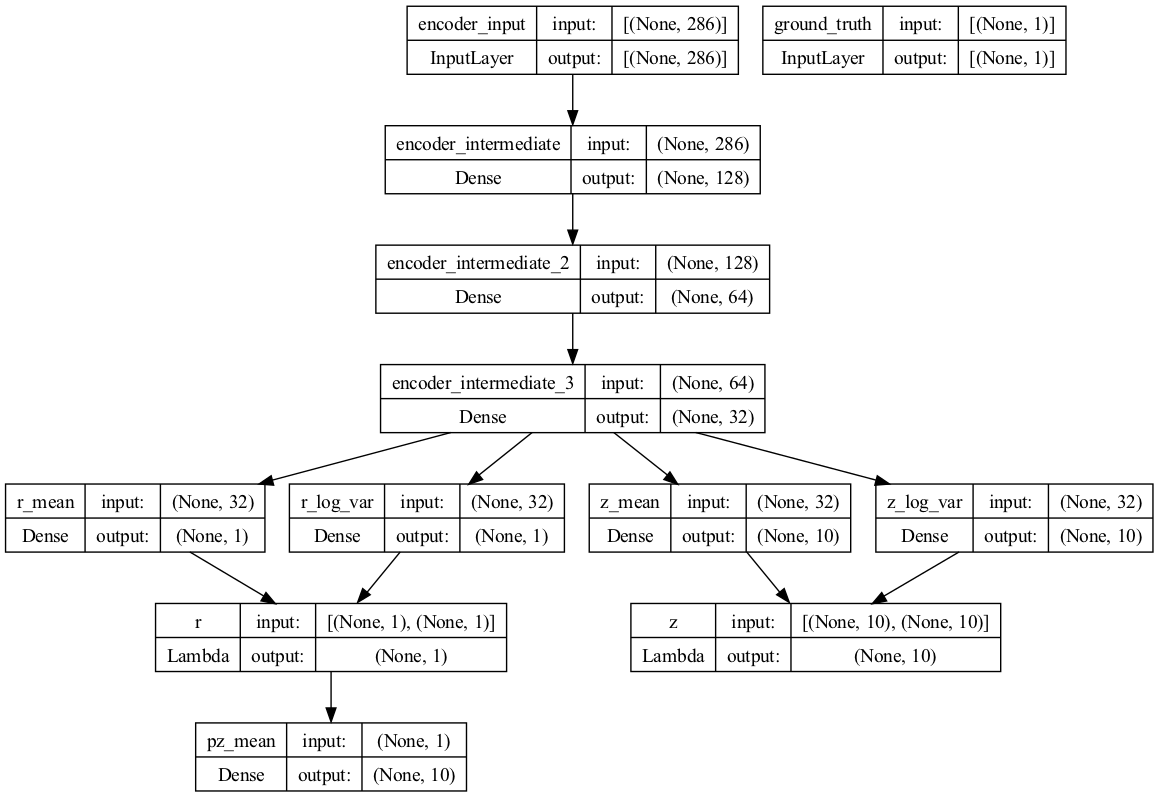 encoder_input input: [(None, 286)]
InputLayer output: [(None, 286)]
ground_truth input: [(None, 1)]
InputLayer output: [(None, 1)]
encoder_intermediate input: (None, 286)
Dense output: (None, 128)
encoder_intermediate_2 input: (None, 128)
Dense output: (None, 64)
encoder_intermediate_3 input: (None, 64)
Dense output: (None, 32)
r_mean input: (None, 32)
Dense output: (None, 1)
r_log_var input: (None, 32)
Dense output: (None, 1)
z_mean input: (None, 32)
Dense output: (None, 10)
z_log_var input: (None, 32)
Dense output: (None, 10)
r input: [(None, 1), (None, 1)]
Lambda output: (None, 1)
z input: [(None, 10), (None, 10)]
Lambda output: (None, 10)
pz_mean input: (None, 1)
Dense output: (None, 10)